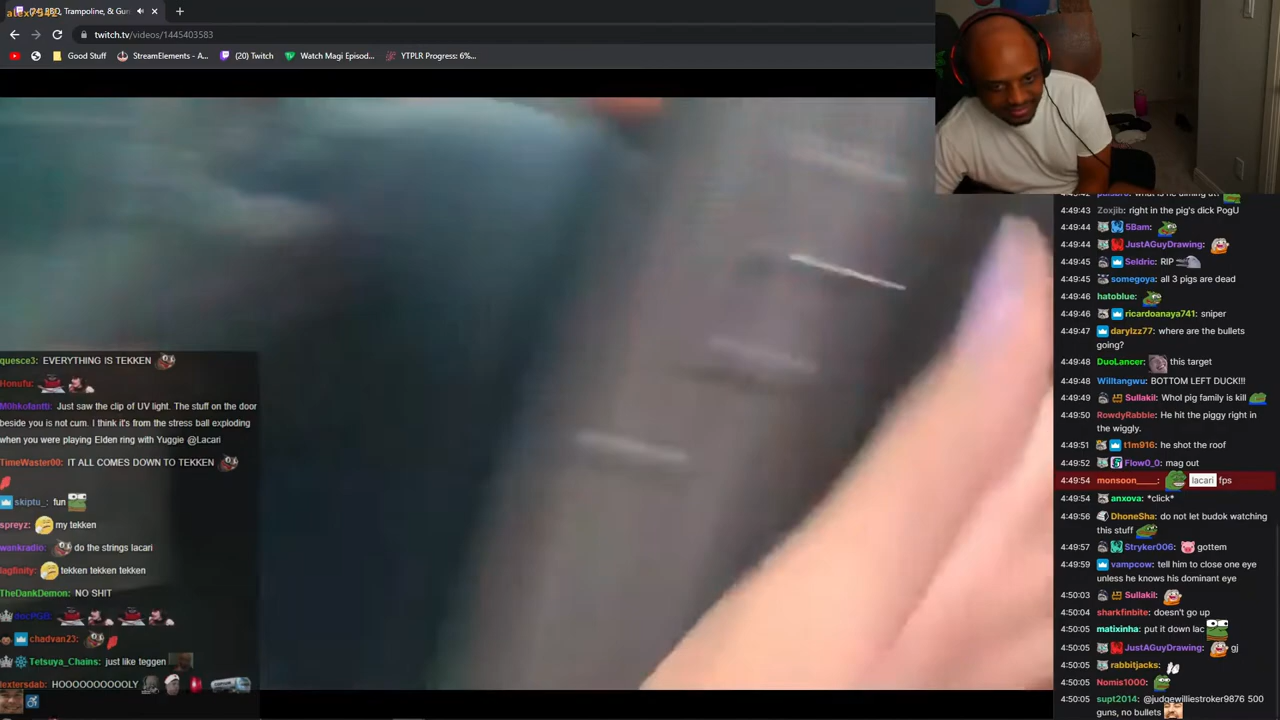 (24) BBQ, Trampoline, & Gun
twitch.tv/videos/1445403583
Good Stuff
StreamElements - A...
(20) Twitch
Watch Magi Episod...
YTPLR Progress: 6%...
quesce3: EVERYTHING IS TEKKEN
Honufu:
M0hkofantti: Just saw the clip of UV light. The stuff on the door
beside you is not cum. I think it's from the stress ball exploding
when you were playing Elden ring with Yuggie @Lacari
TimeWaster00: IT ALL COMES DOWN TO TEKKEN
skiptu_: fun
spreyz: my tekken
wankradio: do the strings lacari
lag6nity: tekken tekken tekken
TheDankDemon: NO SHIT
chadvan23:
Tetsuya_Chains: just like teggen
lextersdab: HOOOOOOOOOLY
4:49:43 Zoxjib: right in the pig's dick PogU
4:49:44 5Bam:
4:49:44 JustAGuyDrawing:
4:49:45 Seldric: RIP
4:49:45 somegoya: all 3 pigs are dead
4:49:46 hatoblue:
4:49:46 ricardoanaya741: sniper
4:49:47 darylzz77: where are the bullets
going?
4:49:48 DuoLancer: this target
4:49:48 Willtangwu: BOTTOM LEFT DUCK!!!
4:49:49 Sullakil: Whol pig family is kill
4:49:50 RowdyRabble: He hit the piggy right in
the wiggly.
4:49:51 t1m916: he shot the roof
4:49:52 Flow0_0: mag out
4:49:54 monsoon_____: lacari fps
4:49:54 anxova: *click*
4:49:56 DhoneSha: do not let budok watching
this stuff
4:49:57 Stryker006: gottem
4:49:59 vampcow: tell him to close one eye
unless he knows his dominant eye
4:50:03 Sullakil:
4:50:04 sharkfinbite: doesn't go up
4:50:05 matixinha: put it down lac
4:50:05 JustAGuyDrawing: gj
4:50:05 rabbitjacks:
4:50:05 Nomis1000:
4:50:05 supt2014: @judgewilliestroker9876 500
guns, no bullets